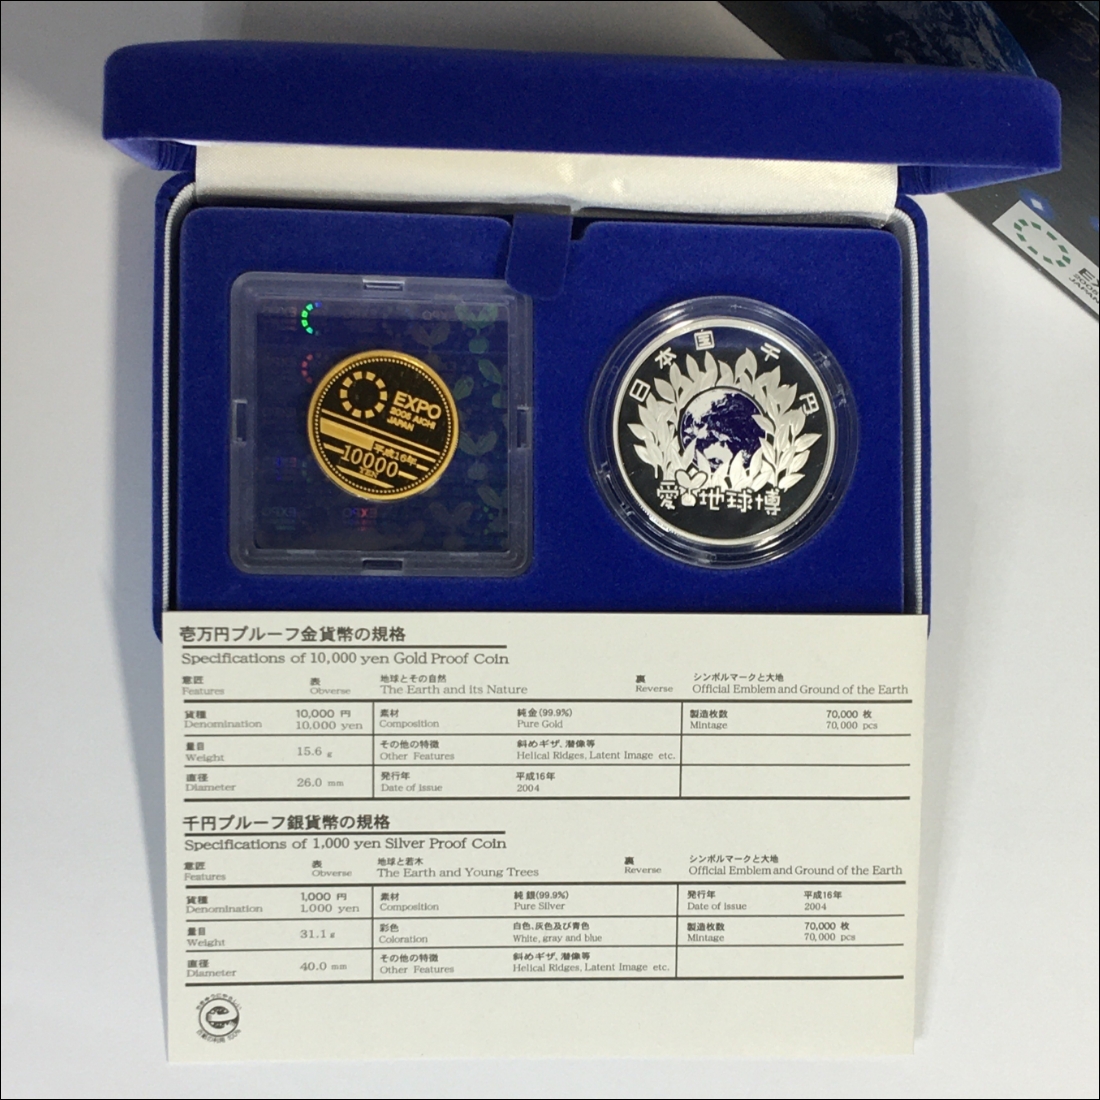 EXPO
2005 AICHI
JAPAN
平成16年
10000
YEN
日本国 千円
愛 地球博
2005
JAPAN
壱万円プルーフ金貨幣の規格
Specifications of 10,000 yen Gold Proof Coin
意匠 表 地球とその自然 裏 シンボルマークと大地
Features Obverse The Earth and its Nature Reverse Official Emblem and Ground of the Earth
貨種 10,000 円 素材 純金(99.9%) 製造枚数 70,000 枚
Denomination 10,000 yen Composition Pure Gold Mintage 70,000 pcs
量目 15.6 g その他の特徴 斜めギザ、潜像等
Weight Other Features Helical Ridges, Latent Image etc.
直径 26.0 mm 発行年 平成16年
Diameter Date of issue 2004
千円プルーフ銀貨幣の規格
Specifications of 1,000 yen Silver Proof Coin
意匠 表 地球と若木 裏 シンボルマークと大地
Features Obverse The Earth and Young Trees Reverse Official Emblem and Ground of the Earth
貨種 1,000 円 素材 純銀(99.9%) 発行年 平成16年
Denomination 1,000 yen Composition Pure Silver Date of issue 2004
量目 31.1 g 彩色 白色、灰色及び青色 製造枚数 70,000 枚
Weight Coloration White, gray and blue Mintage 70,000 pcs
直径 40.0 mm その他の特徴 斜めギザ、潜像等
Diameter Other Features Helical Ridges, Latent Image etc.